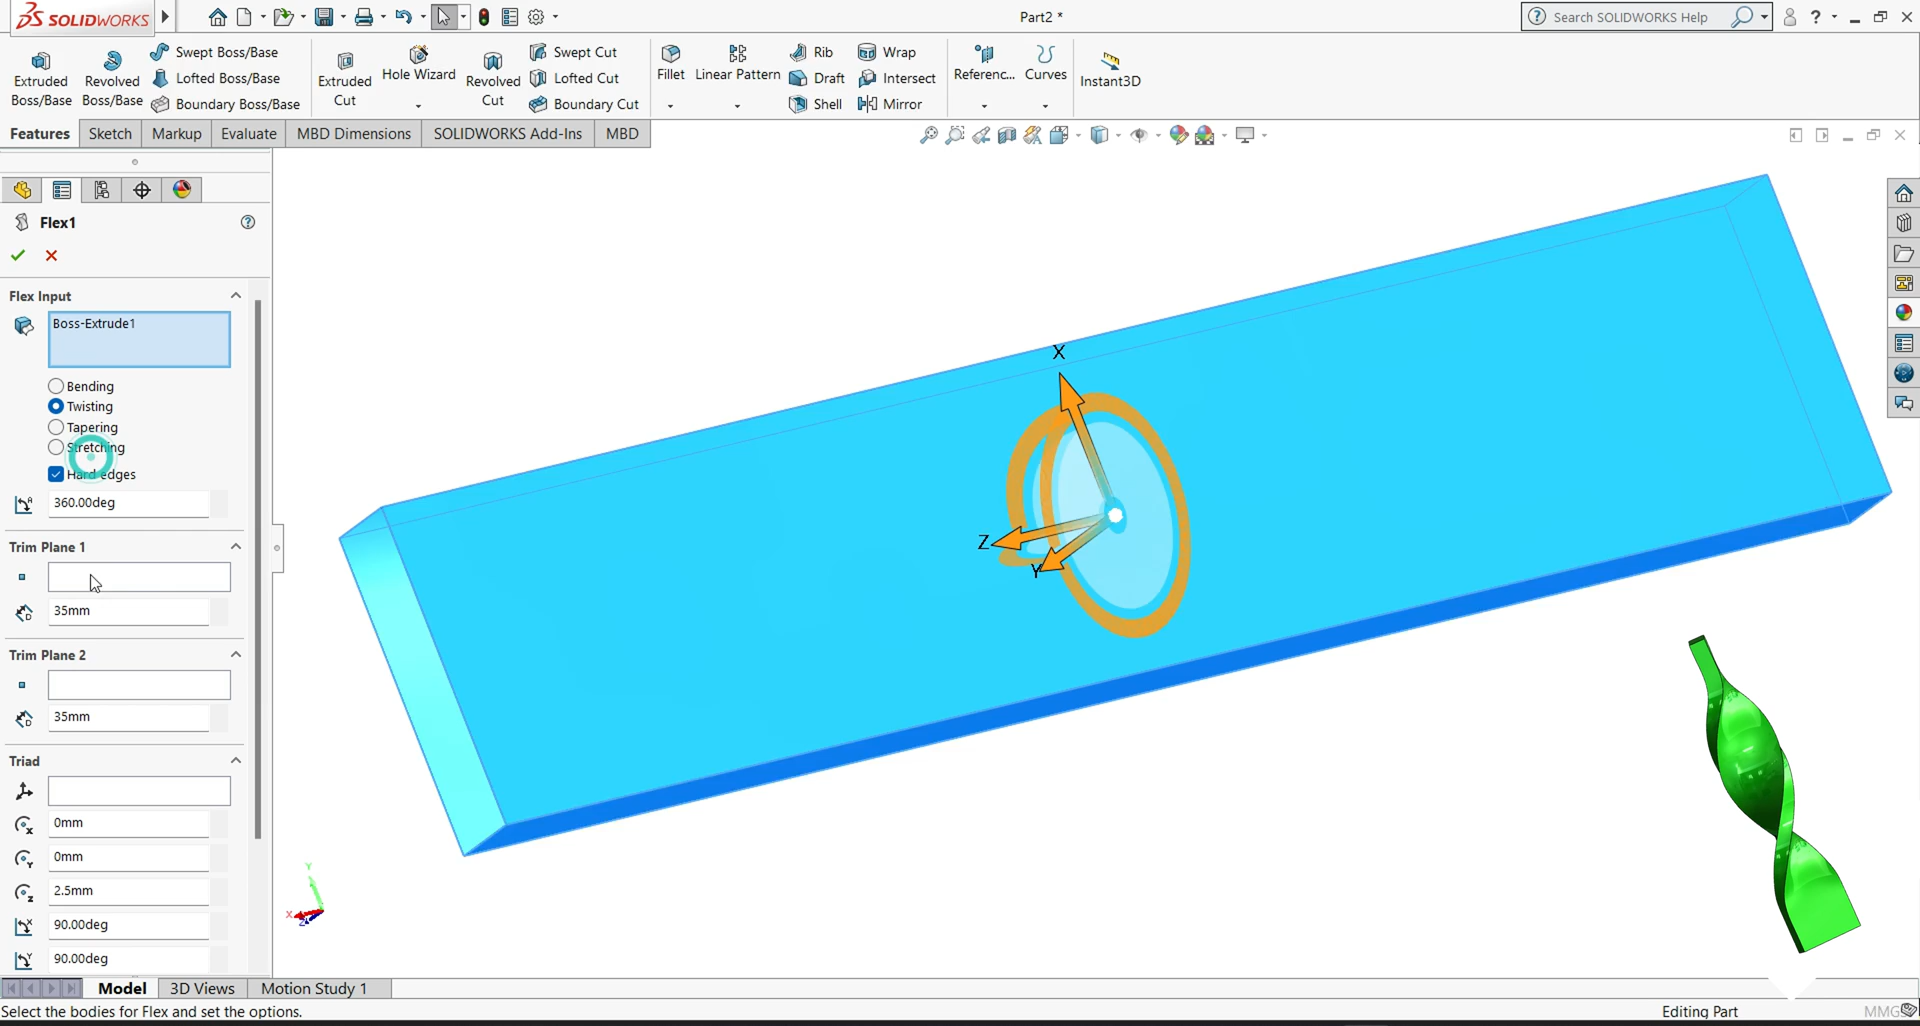 SOLIDWORKS
Part2 *
Search SOLIDWORKS Help
Extruded Boss/Base
Revolved Boss/Base
Swept Boss/Base
Lofted Boss/Base
Boundary Boss/Base
Extruded Cut
Hole Wizard
Revolved Cut
Swept Cut
Lofted Cut
Boundary Cut
Fillet
Linear Pattern
Rib
Draft
Shell
Wrap
Intersect
Mirror
Referenc...
Curves
Instant3D
Features
Sketch
Markup
Evaluate
MBD Dimensions
SOLIDWORKS Add-Ins
MBD
Flex1
Flex Input
Boss-Extrude1
Bending
Twisting
Tapering
Stretching
Hard edges
360.00deg
Trim Plane 1
35mm
Trim Plane 2
35mm
Triad
0mm
0mm
2.5mm
90.00deg
90.00deg
X
Z
Y
Y
X
Z
Model
3D Views
Motion Study 1
Select the bodies for Flex and set the options.
Editing Part